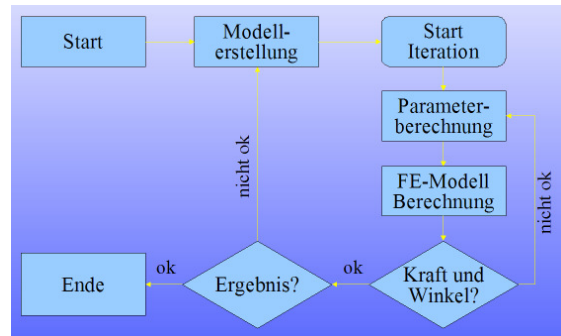 Start
Modell-
erstellung
Start
Iteration
Parameter-
berechnung
nicht ok
nicht ok
FE-Modell
Berechnung
Ende
ok
Ergebnis?
ok
Kraft und
Winkel?